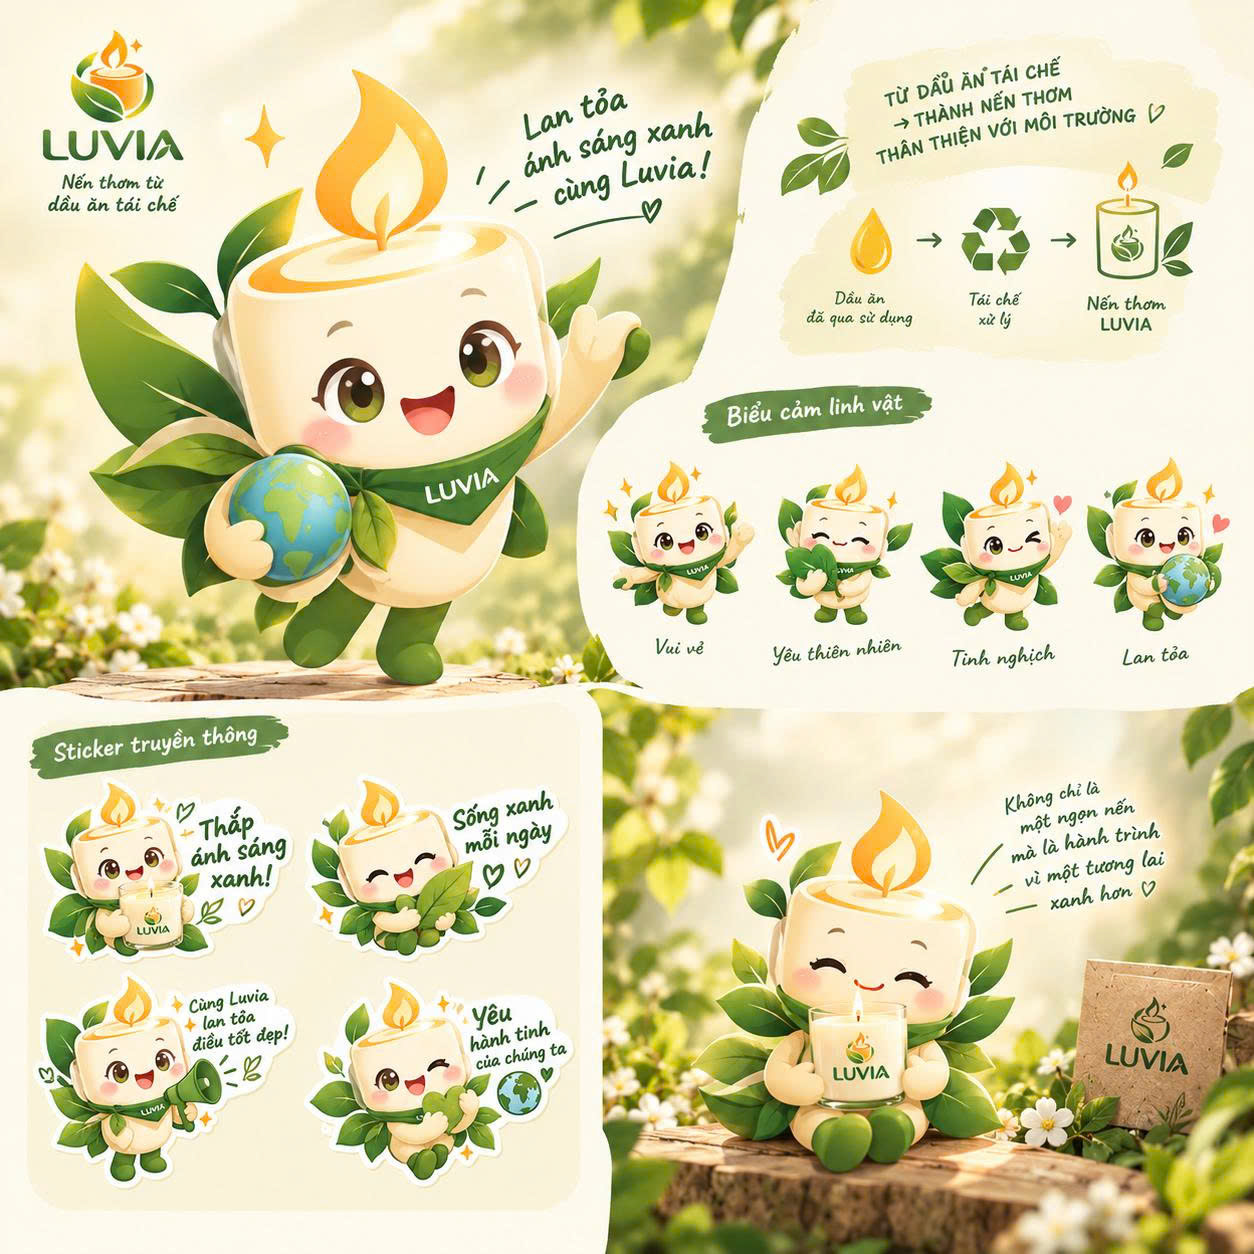 LUVIA
Nến thơm từ
dầu ăn tái chế
Lan tỏa
ánh sáng xanh
cùng Luvia!
LUVIA
TỪ DẦU ĂN TÁI CHẾ
→ THÀNH NẾN THƠM
THÂN THIỆN VỚI MÔI TRƯỜNG
Dầu ăn
đã qua sử dụng
Tái chế
xử lý
Nến thơm
LUVIA
Biểu cảm linh vật
LUVIA
LUVIA
LUVIA
Vui vẻ
Yêu thiên nhiên
Tinh nghịch
Lan tỏa
Sticker truyền thông
Thắp
ánh sáng
xanh!
LUVIA
Sống xanh
mỗi ngày
Cùng Luvia
lan tỏa
điều tốt đẹp!
LUVIA
Yêu
hành tinh
của chúng ta
Không chỉ là
một ngọn nến
mà là hành trình
vì một tương lai
xanh hơn
LUVIA
LUVIA